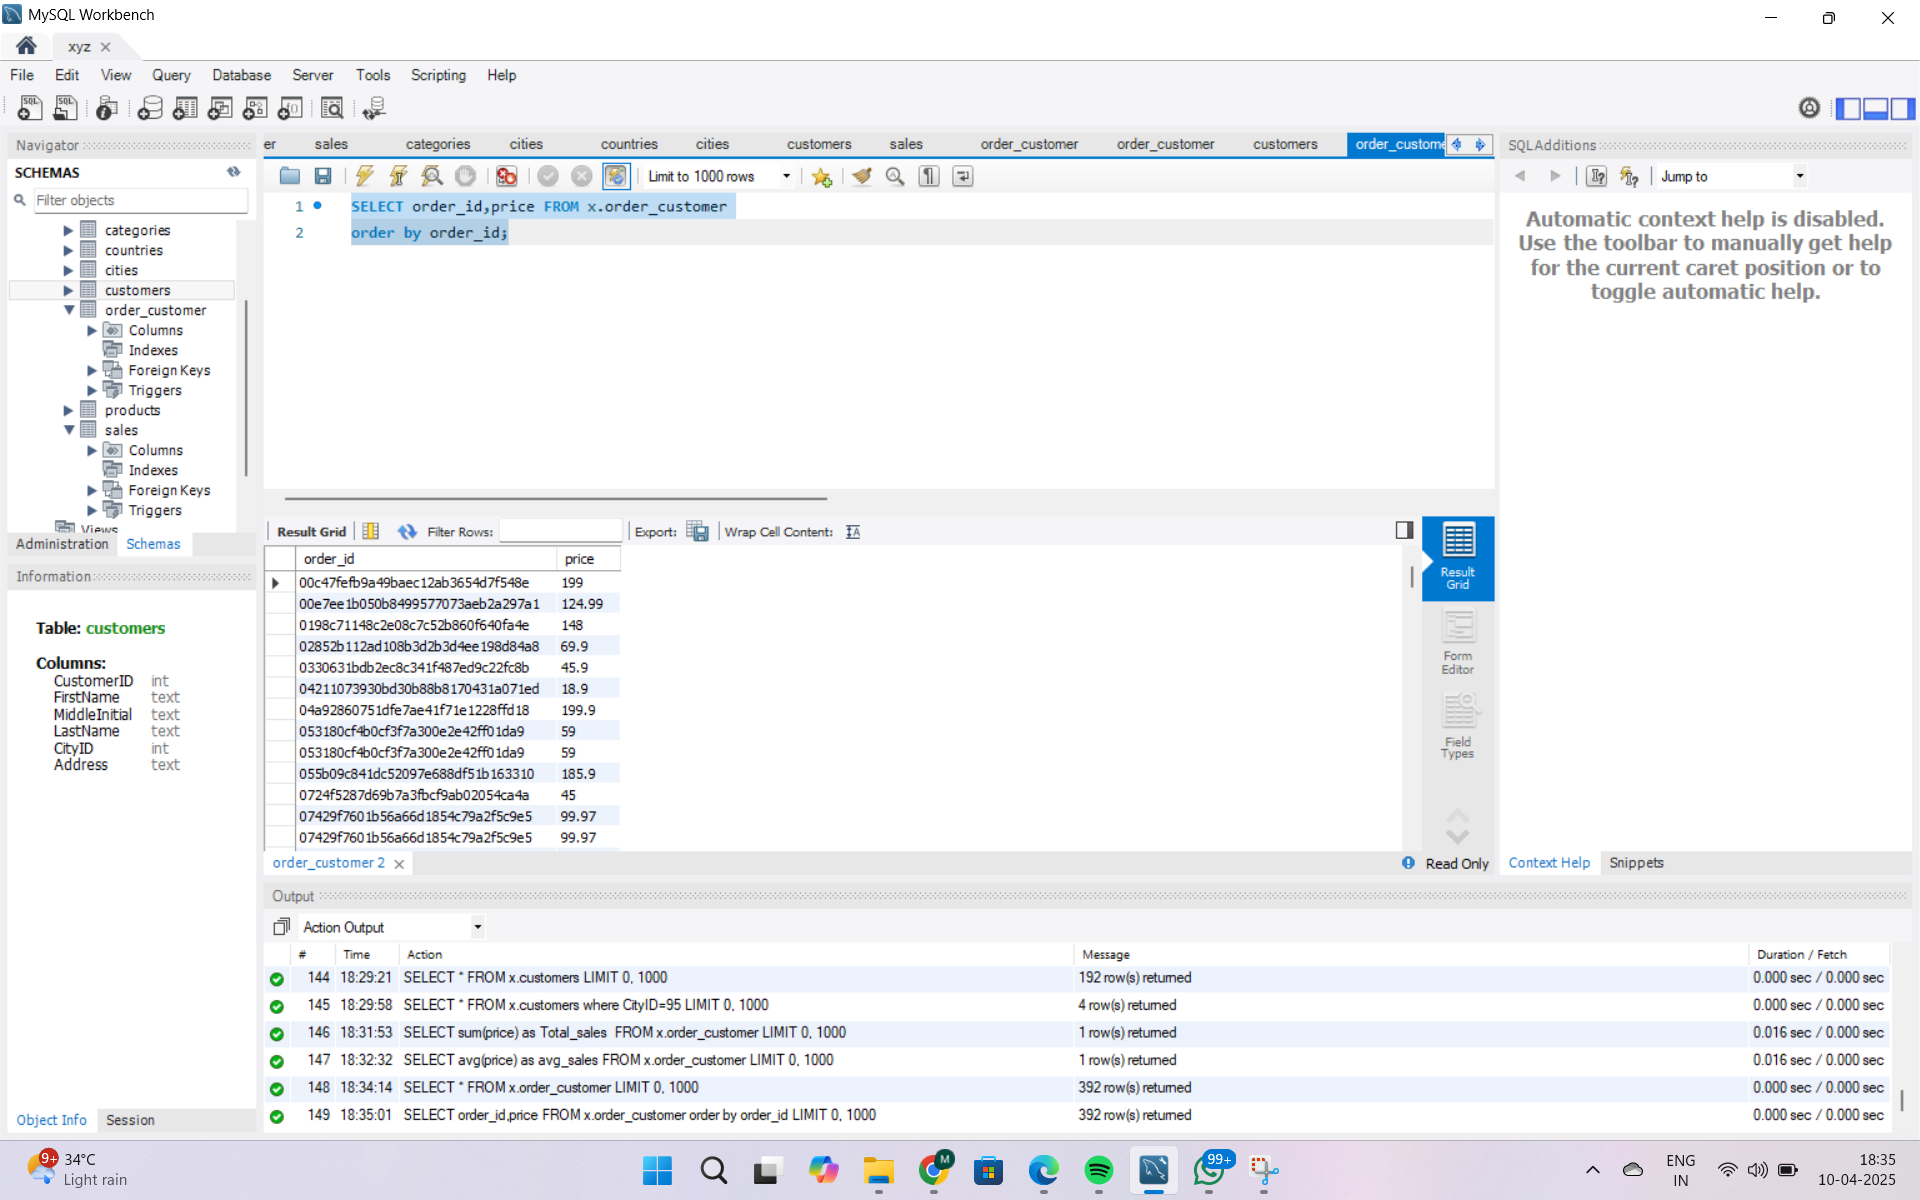 MySQL Workbench
xyz
File Edit View Query Database Server Tools Scripting Help
Navigator
SCHEMAS
Filter objects
categories
countries
cities
customers
order_customer
Columns
Indexes
Foreign Keys
Triggers
products
sales
Columns
Indexes
Foreign Keys
Triggers
Views
Administration Schemas
Information
Table: customers
Columns:
CustomerID int
FirstName text
MiddleInitial text
LastName text
CityID int
Address text
Object Info Session
er sales categories cities countries cities customers sales order_customer order_customer customers order_custome
Limit to 1000 rows
1 SELECT order_id,price FROM x.order_customer
2 order by order_id;
Result Grid Filter Rows: Export: Wrap Cell Content:
order_id price
00c47fefb9a49baec12ab3654d7f548e 199
00e7ee1b050b8499577073aeb2a297a1 124.99
0198c71148c2e08c7c52b860f640fa4e 148
02852b112ad108b3d2b3d4ee198d84a8 69.9
0330631bdb2ec8c341f487ed9c22fc8b 45.9
04211073930bd30b88b8170431a071ed 18.9
04a92860751dfe7ae41f71e1228ffd18 199.9
053180cf4b0cf3f7a300e2e42ff01da9 59
053180cf4b0cf3f7a300e2e42ff01da9 59
055b09c841dc52097e688df51b163310 185.9
0724f5287d69b7a3fbcf9ab02054ca4a 45
07429f7601b56a66d1854c79a2f5c9e5 99.97
07429f7601b56a66d1854c79a2f5c9e5 99.97
Result
Grid
Form
Editor
Field
Types
order_customer 2
Read Only
SQLAdditions
Jump to
Automatic context help is disabled.
Use the toolbar to manually get help
for the current caret position or to
toggle automatic help.
Context Help Snippets
Output
Action Output
# Time Action Message Duration / Fetch
144 18:29:21 SELECT * FROM x.customers LIMIT 0, 1000 192 row(s) returned 0.000 sec / 0.000 sec
145 18:29:58 SELECT * FROM x.customers where CityID=95 LIMIT 0, 1000 4 row(s) returned 0.000 sec / 0.000 sec
146 18:31:53 SELECT sum(price) as Total_sales FROM x.order_customer LIMIT 0, 1000 1 row(s) returned 0.016 sec / 0.000 sec
147 18:32:32 SELECT avg(price) as avg_sales FROM x.order_customer LIMIT 0, 1000 1 row(s) returned 0.016 sec / 0.000 sec
148 18:34:14 SELECT * FROM x.order_customer LIMIT 0, 1000 392 row(s) returned 0.000 sec / 0.000 sec
149 18:35:01 SELECT order_id,price FROM x.order_customer order by order_id LIMIT 0, 1000 392 row(s) returned 0.000 sec / 0.000 sec
9+
34°C
Light rain
M
99+
ENG
IN
18:35
10-04-2025